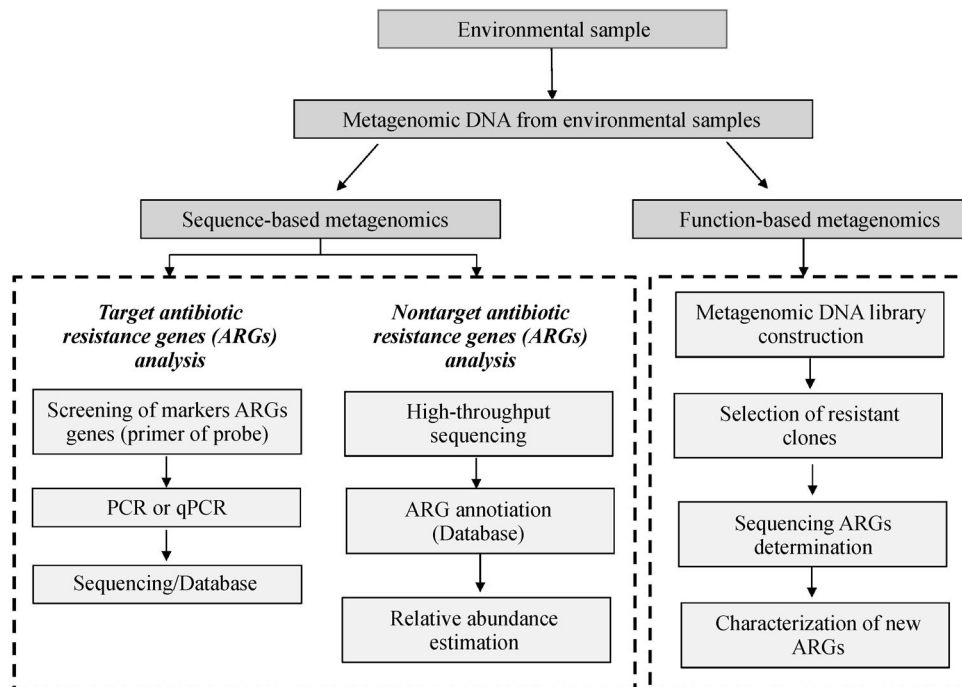 Environmental sample
Metagenomic DNA from environmental samples
Sequence-based metagenomics
Function-based metagenomics
Target antibiotic
resistance genes (ARGs)
analysis
Screening of markers ARGs
genes (primer of probe)
PCR or qPCR
Sequencing/Database
Nontarget antibiotic
resistance genes (ARGs)
analysis
High-throughput
sequencing
ARG annotiation
(Database)
Relative abundance
estimation
Metagenomic DNA library
construction
Selection of resistant
clones
Sequencing ARGs
determination
Characterization of new
ARGs